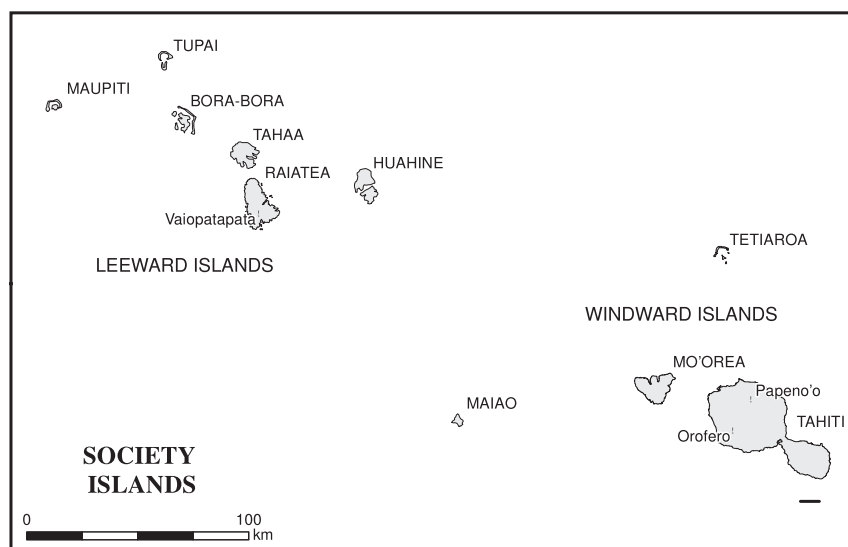 TUPAI
MAUPITI
BORA-BORA
TAHAA
RAIATEA
HUAHINE
Vaiopatapata
LEEWARD ISLANDS
TETIAROA
WINDWARD ISLANDS
MO'OREA
Papeno'o
MAIAO
TAHITI
Orofero
SOCIETY
ISLANDS
0 100
km